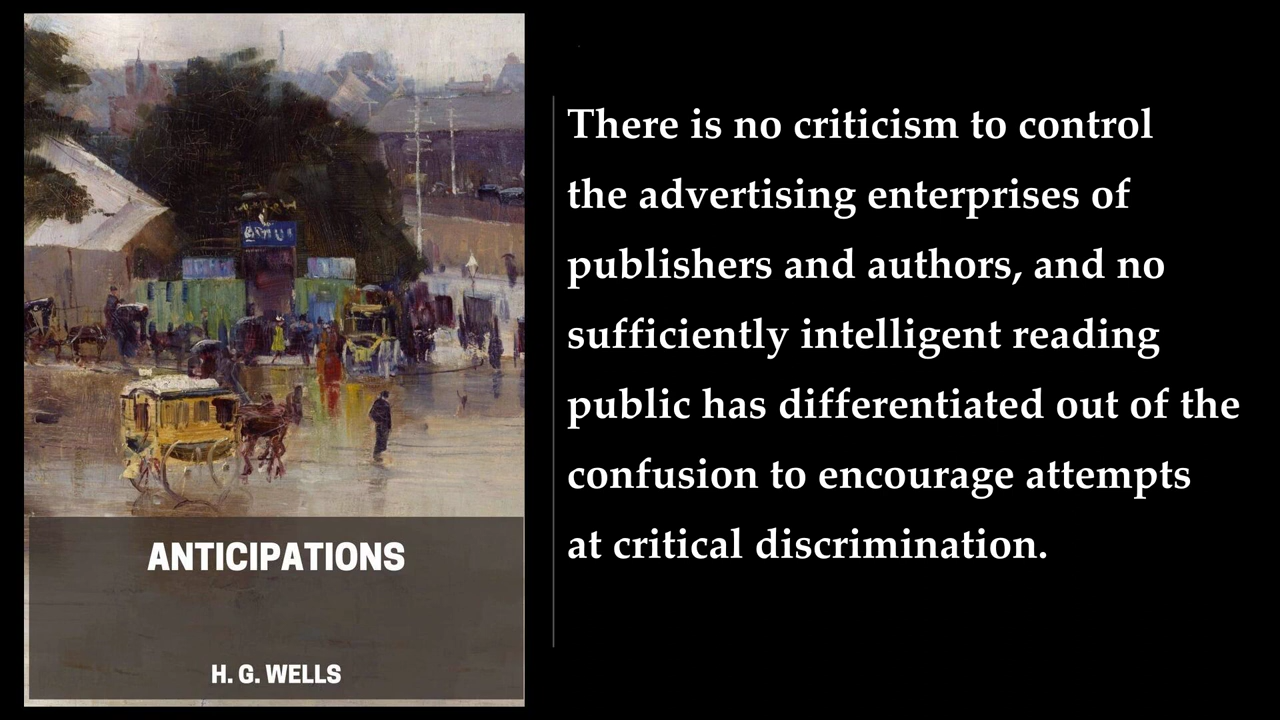 ANTICIPATIONS
H. G. WELLS
There is no criticism to control
the advertising enterprises of
publishers and authors, and no
sufficiently intelligent reading
public has differentiated out of the
confusion to encourage attempts
at critical discrimination.